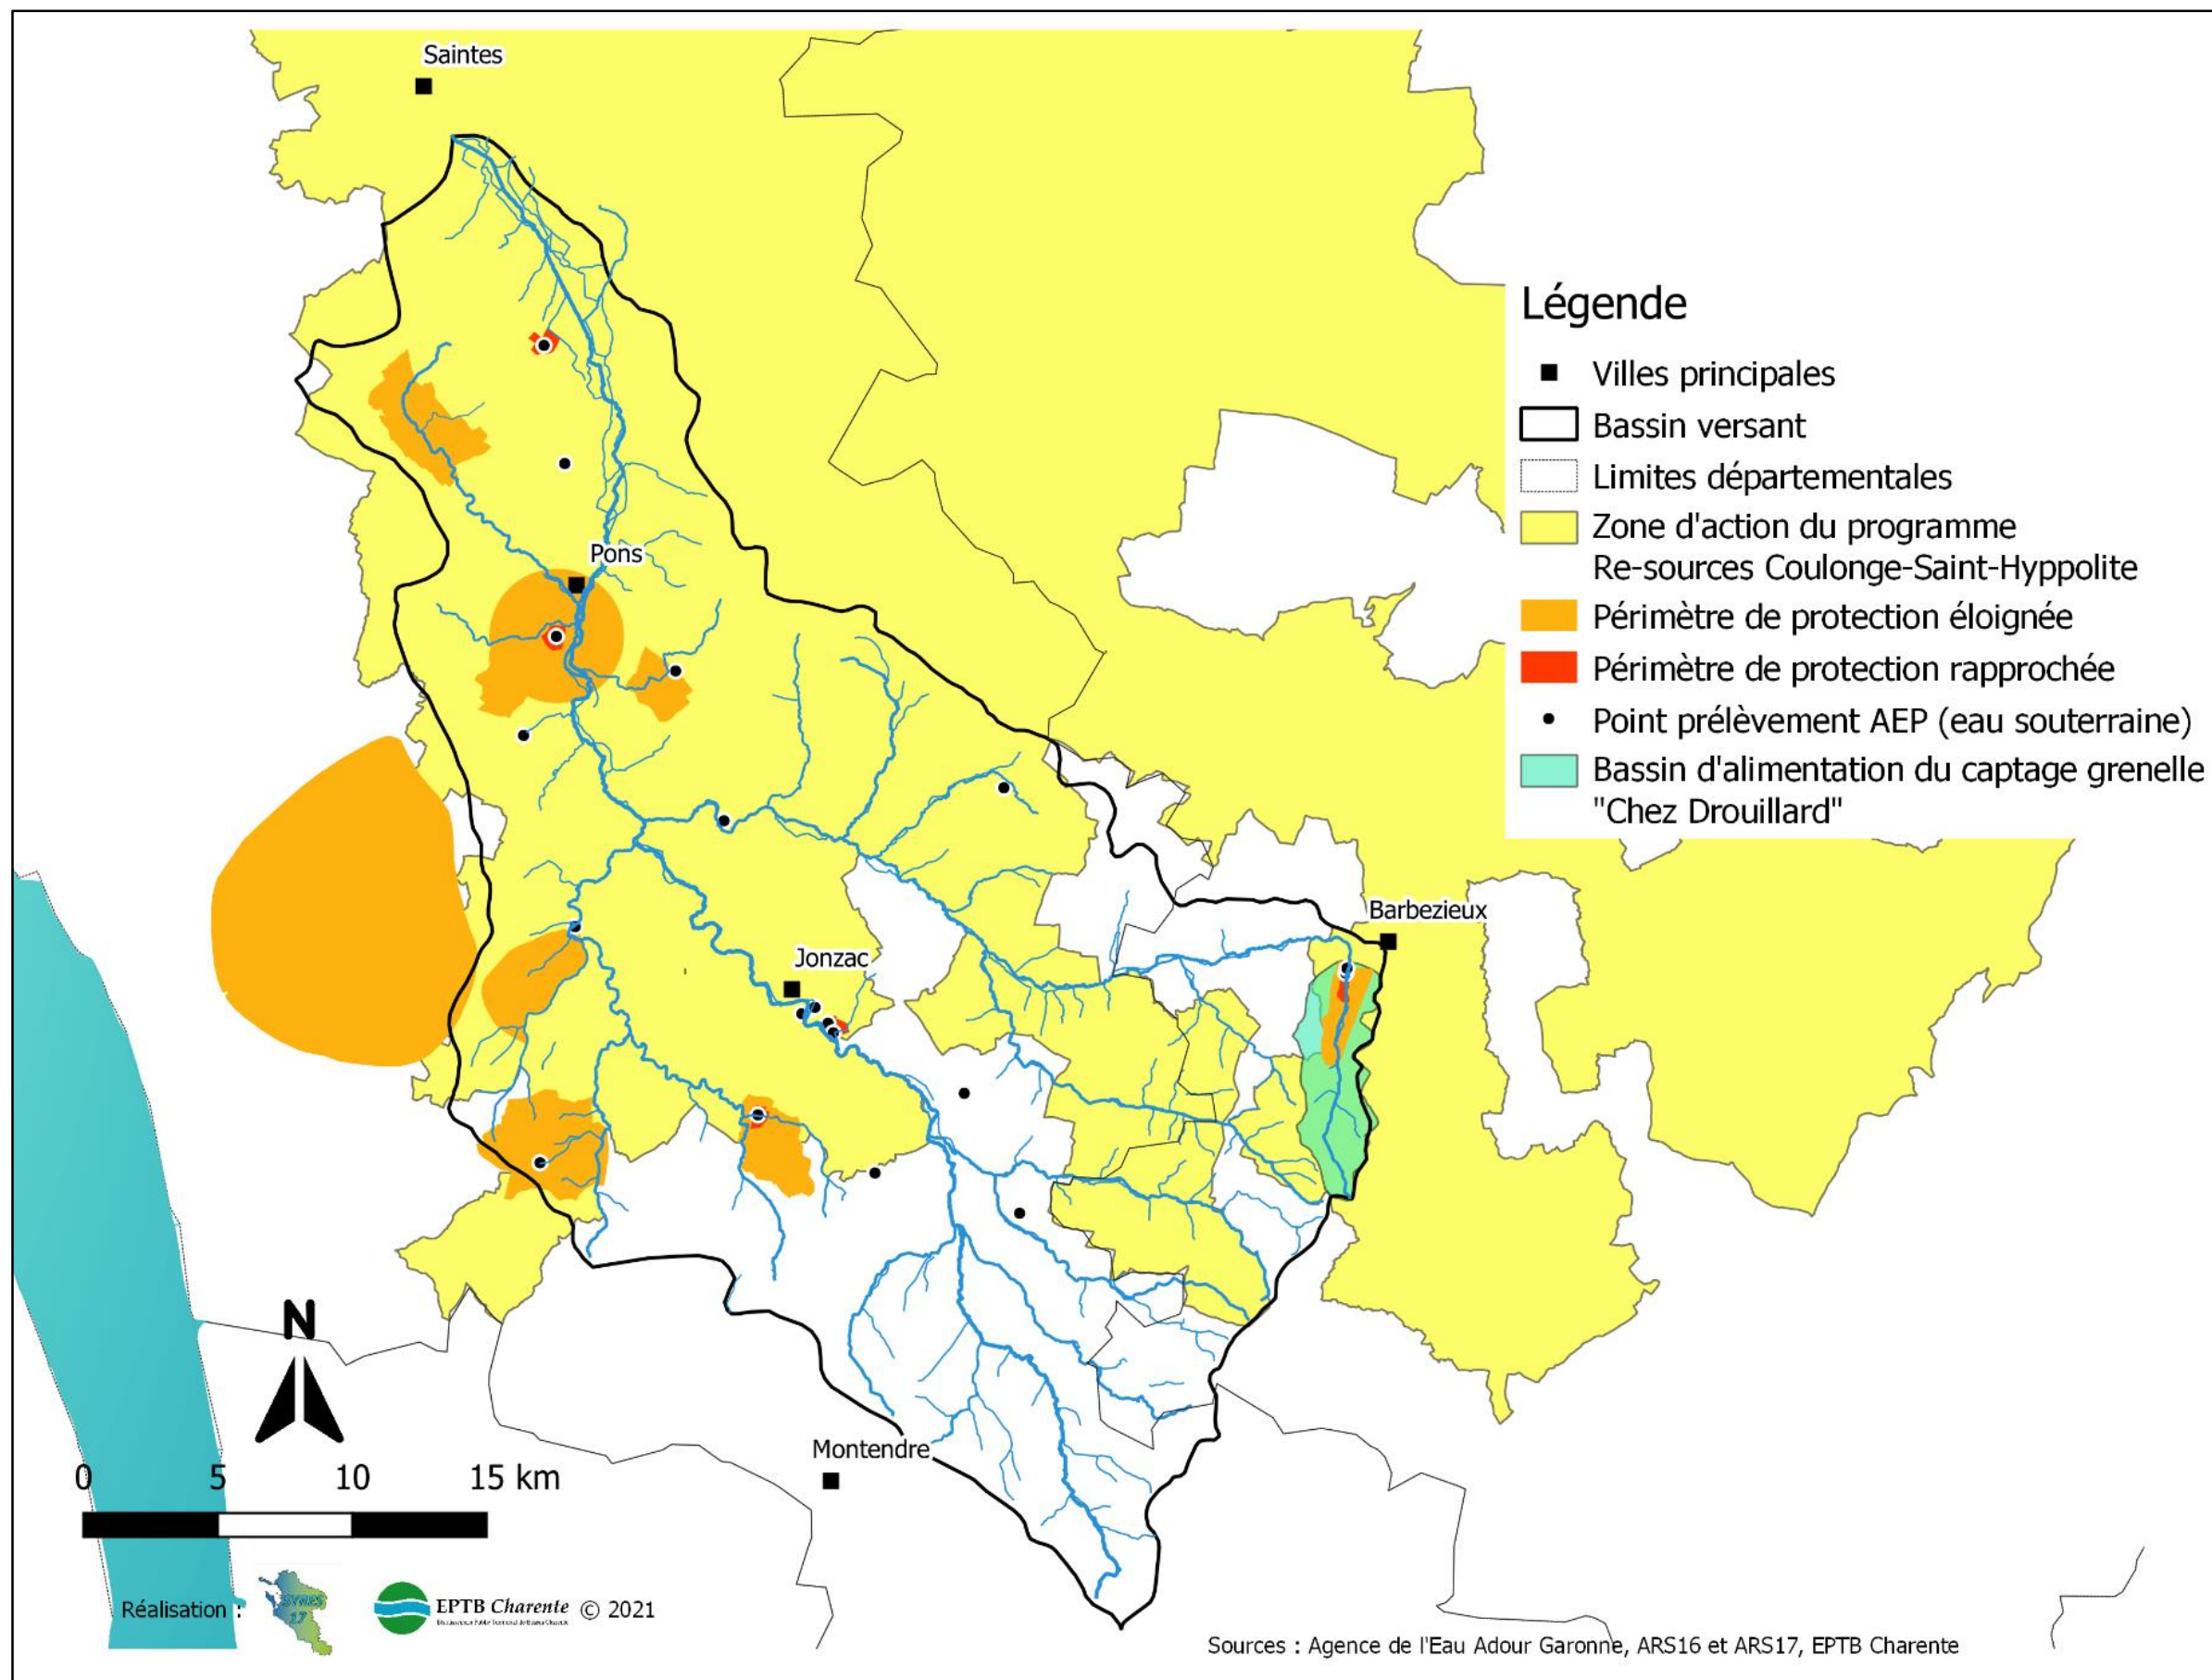 Saintes
Pons
Jonzac
Barbezieux
Montendre
Légende
Villes principales
Bassin versant
Limites départementales
Zone d'action du programme
Re-sources Coulonge-Saint-Hyppolite
Périmètre de protection éloignée
Périmètre de protection rapprochée
Point prélèvement AEP (eau souterraine)
Bassin d'alimentation du captage grenelle
"Chez Drouillard"
N
0 5 10 15 km
Réalisation :
17
EPTB Charente © 2021
Sources : Agence de l'Eau Adour Garonne, ARS16 et ARS17, EPTB Charente